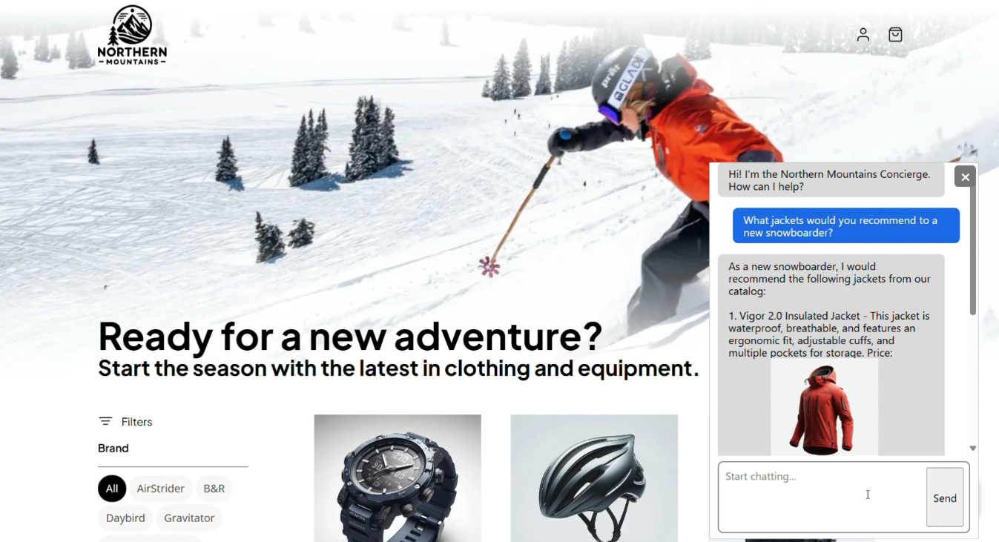 NORTHERN
MOUNTAINS
prét
GLADE
Hi! I'm the Northern Mountains Concierge.
How can I help?
What jackets would you recommend to a
new snowboarder?
As a new snowboarder, I would
recommend the following jackets from our
catalog:
1. Vigor 2.0 Insulated Jacket - This jacket is
waterproof, breathable, and features an
ergonomic fit, adjustable cuffs, and
multiple pockets for storage. Price:
Ready for a new adventure?
Start the season with the latest in clothing and equipment.
Filters
Brand
All
AirStrider
B&R
Daybird
Gravitator
Start chatting...
Send